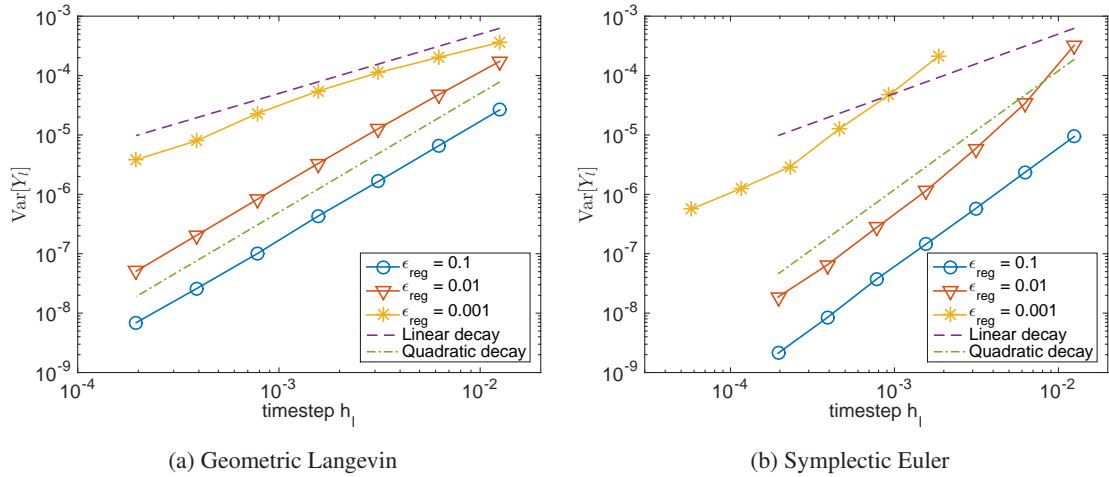 10^-3
10^-4
10^-5
10^-6
10^-7
10^-8
10^-9
Var[Y_l]
10^-4
10^-3
10^-2
timestep h_l
ϵ_reg = 0.1
ϵ_reg = 0.01
ϵ_reg = 0.001
Linear decay
Quadratic decay
(a) Geometric Langevin
10^-3
10^-4
10^-5
10^-6
10^-7
10^-8
10^-9
Var[Y_l]
10^-4
10^-3
10^-2
timestep h_l
ϵ_reg = 0.1
ϵ_reg = 0.01
ϵ_reg = 0.001
Linear decay
Quadratic decay
(b) Symplectic Euler